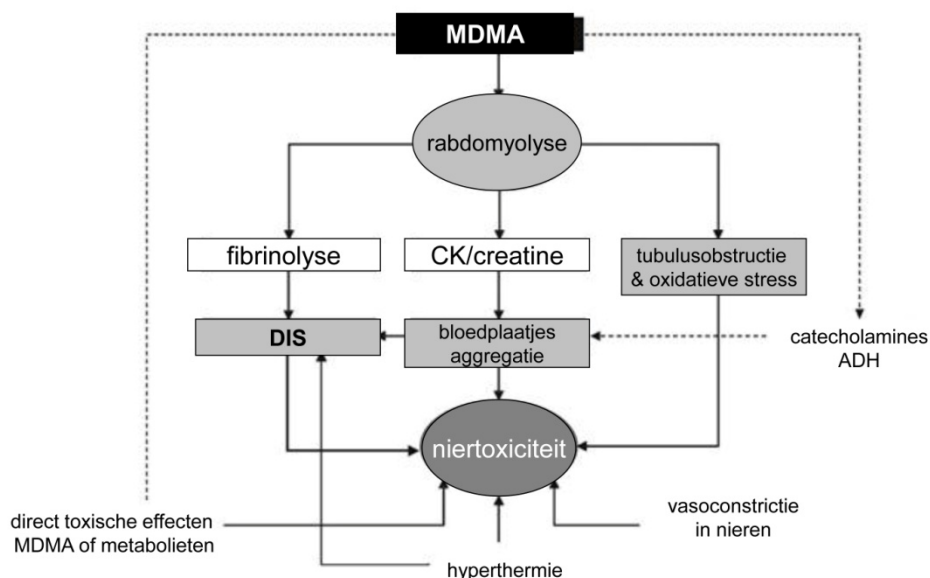 MDMA
rabdomyolyse
fibrinolyse
CK/creatine
tubulusobstructie
& oxidatieve stress
DIS
bloedplaatjes
aggregatie
catecholamines
ADH
niertoxiciteit
direct toxische effecten
MDMA of metabolieten
vasoconstrictie
in nieren
hyperthermie